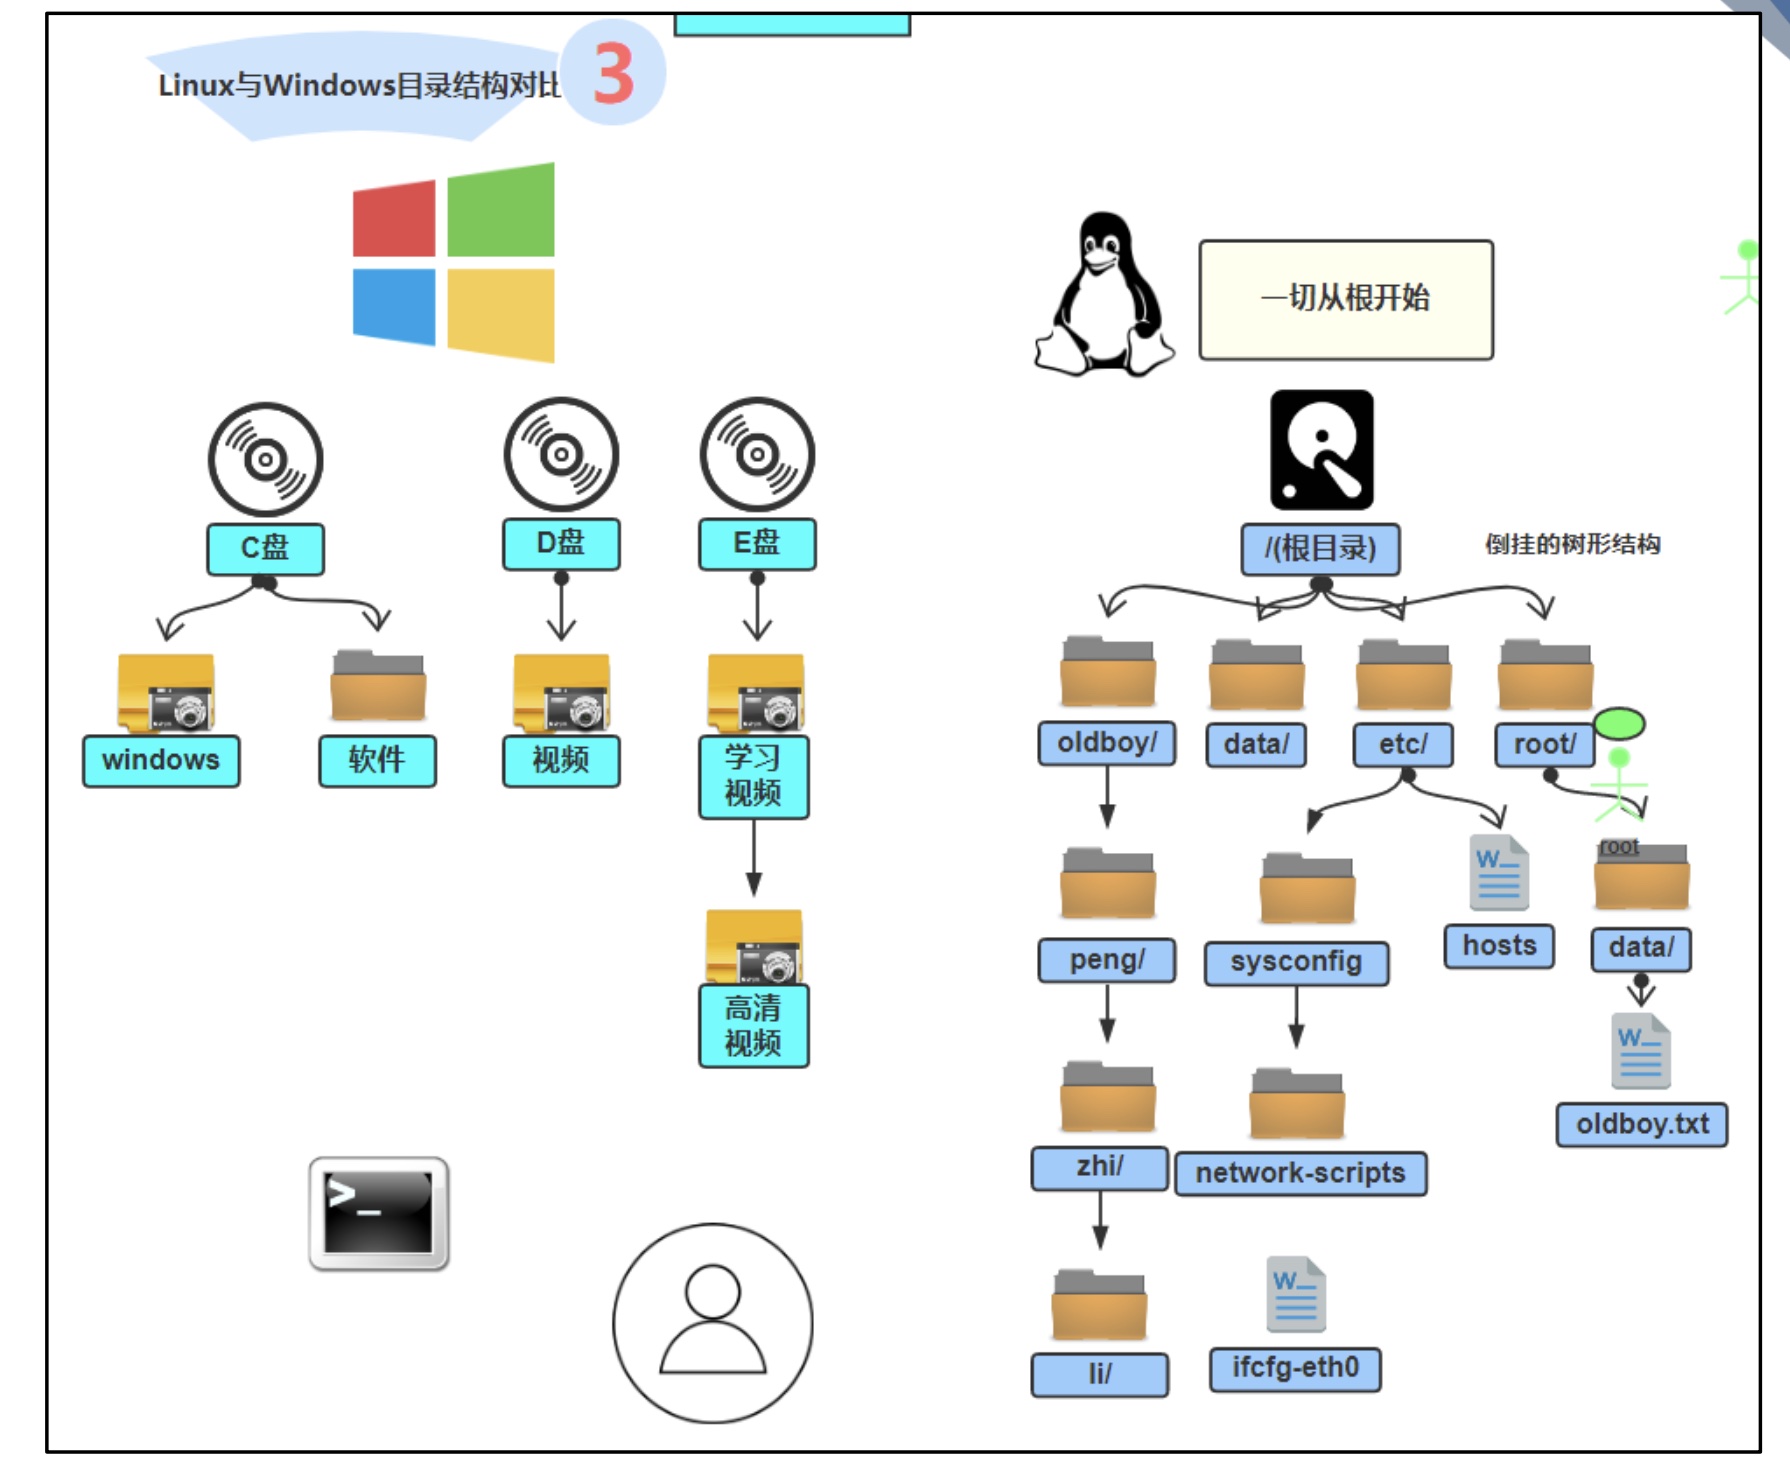 Linux与Windows目录结构对比
3
一切从根开始
C盘
D盘
E盘
/(根目录)
倒挂的树形结构
windows
软件
视频
学习
视频
oldboy/
data/
etc/
root/
root
高清
视频
peng/
sysconfig
hosts
data/
zhi/
network-scripts
oldboy.txt
li/
ifcfg-eth0